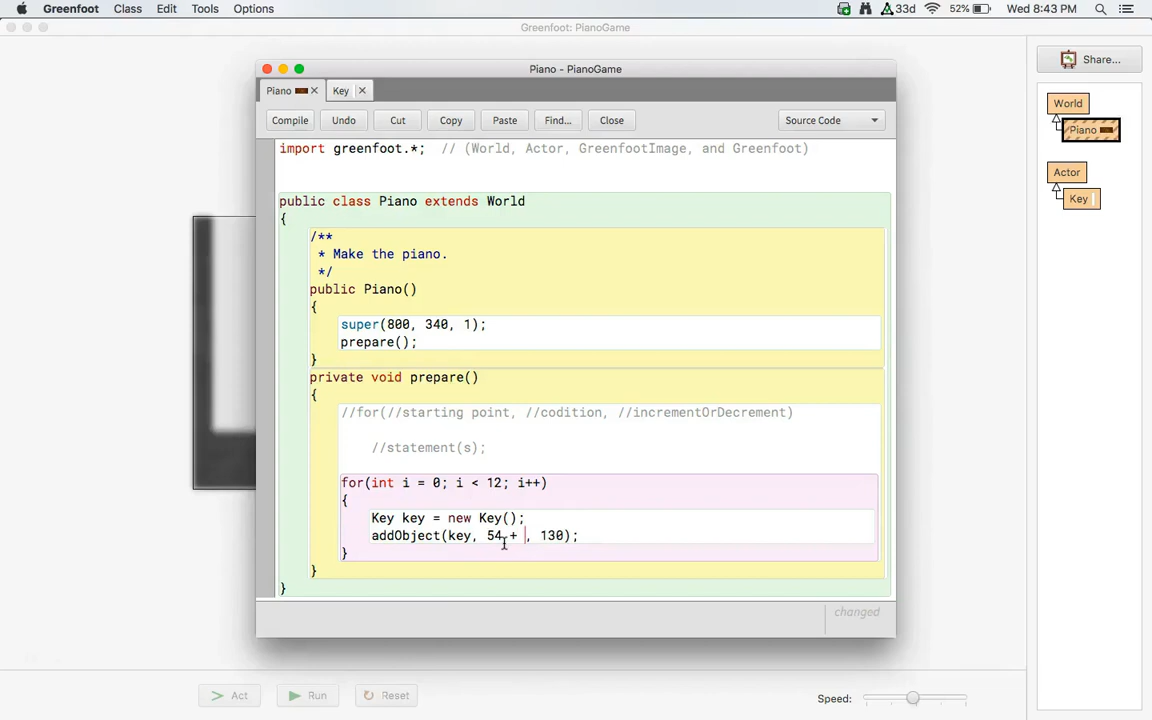 Greenfoot Class Edit Tools Options 33d 52% Wed 8:43 PM
Greenfoot: PianoGame
Piano - PianoGame
Share...
Piano Key
World
Compile Undo Cut Copy Paste Find... Close Source Code
Piano
import greenfoot.*;  // (World, Actor, GreenfootImage, and Greenfoot)
Actor
Key
public class Piano extends World
{
/**
* Make the piano.
*/
public Piano()
{
super(800, 340, 1);
prepare();
}
private void prepare()
{
//for(//starting point, //codition, //incrementOrDecrement)
//statement(s);
for(int i = 0; i < 12; i++)
{
Key key = new Key();
addObject(key, 54 + , 130);
}
}
}
changed
Act Run Reset Speed: